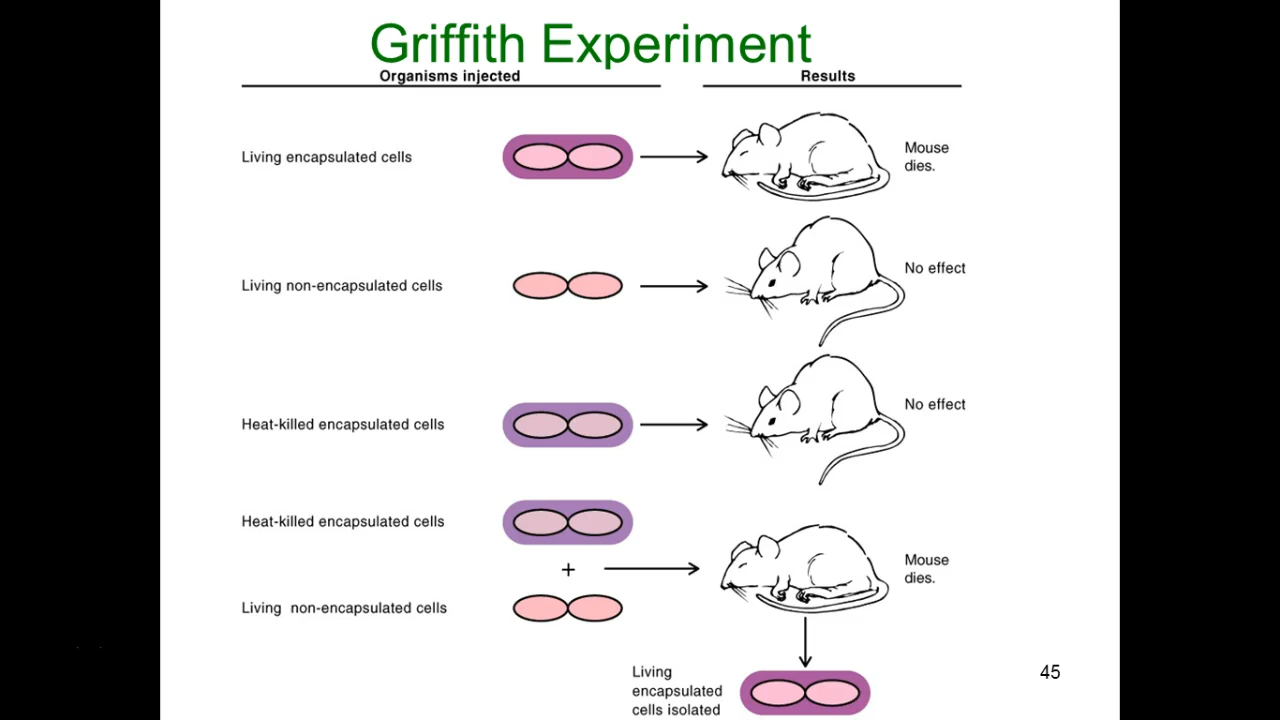 Griffith Experiment
Organisms injected
Results
Living encapsulated cells
Mouse
dies.
Living non-encapsulated cells
No effect
Heat-killed encapsulated cells
No effect
Heat-killed encapsulated cells
+
Mouse
dies.
Living non-encapsulated cells
Living
encapsulated
cells isolated
45